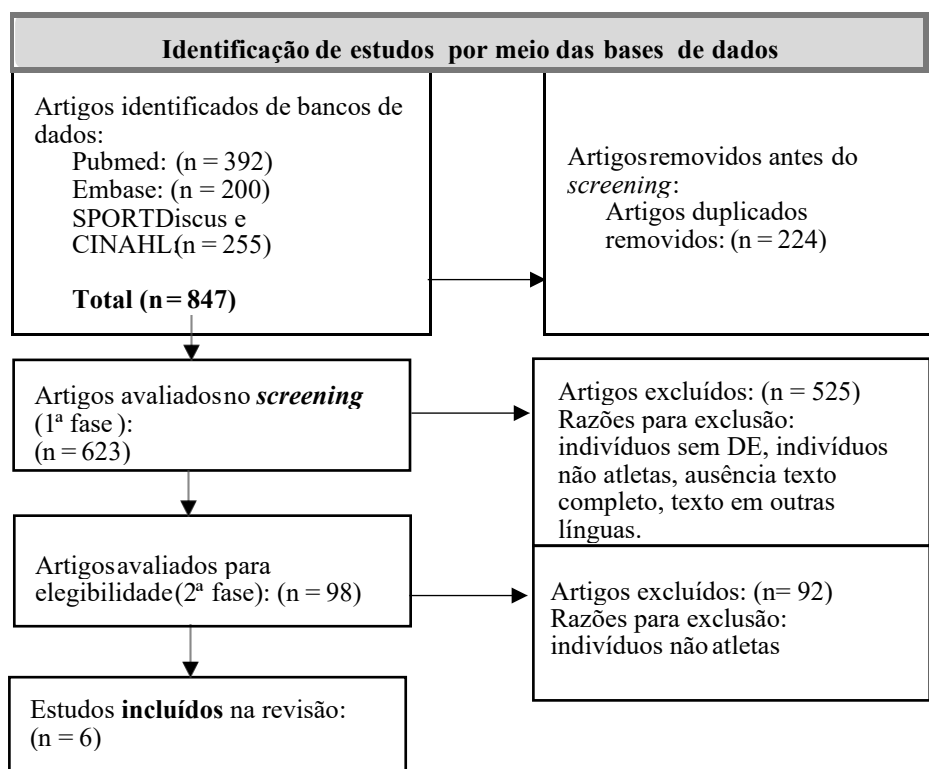 Identificação de estudos por meio das bases de dados
Artigos identificados de bancos de
dados:
Pubmed: (n = 392)
Embase: (n = 200)
SPORTDiscus e
CINAHL:(n = 255)
Total (n = 847)
Artigos removidos antes do
screening:
Artigos duplicados
removidos: (n = 224)
Artigos avaliados no screening
(1ª fase ):
(n = 623)
Artigos excluídos: (n = 525)
Razões para exclusão:
indivíduos sem DE, indivíduos
não atletas, ausência texto
completo, texto em outras
línguas.
Artigos avaliados para
elegibilidade (2ª fase): (n = 98)
Artigos excluídos: (n= 92)
Razões para exclusão:
indivíduos não atletas
Estudos incluídos na revisão:
(n = 6)